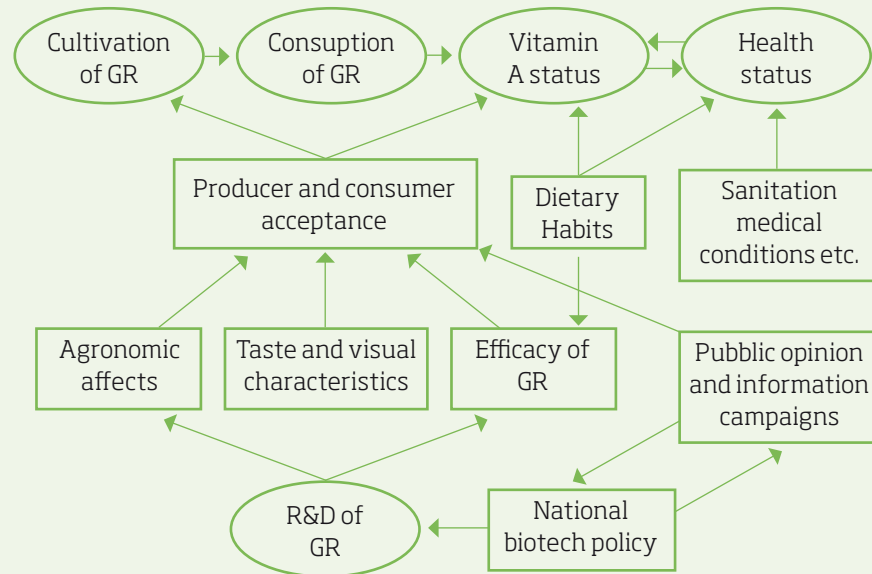 Cultivation
of GR
Consuption
of GR
Vitamin
A status
Health
status
Producer and consumer
acceptance
Dietary
Habits
Sanitation
medical
conditions etc.
Agronomic
affects
Taste and visual
characteristics
Efficacy of
GR
Pubblic opinion
and information
campaigns
R&D of
GR
National
biotech policy